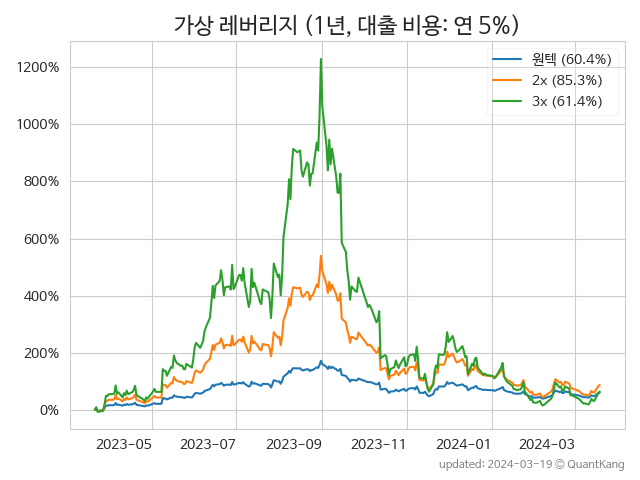 가상 레버리지 (1년, 대출 비용: 연 5%)
원텍 (60.4%)
2x (85.3%)
3x (61.4%)
1200%
1000%
800%
600%
400%
200%
0%
2023-05 2023-07 2023-09 2023-11 2024-01 2024-03
updated: 2024-03-19 © QuantKang